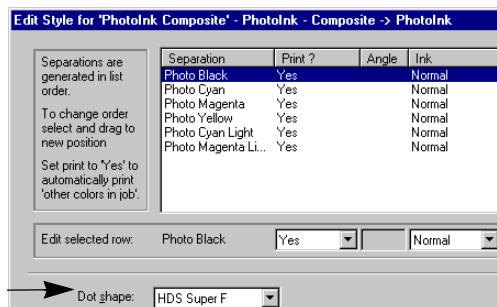 Edit Style for 'PhotoInk Composite' - PhotoInk - Composite -> PhotoInk
Separations are
generated in list
order.
To change order
select and drag to
new position
Set print to 'Yes' to
automatically print
'other colors in job'.
Separation Print ? Angle Ink
Photo Black Yes Normal
Photo Cyan Yes Normal
Photo Magenta Yes Normal
Photo Yellow Yes Normal
Photo Cyan Light Yes Normal
Photo Magenta Li... Yes Normal
Edit selected row: Photo Black Yes Normal
Dot shape: HDS Super F